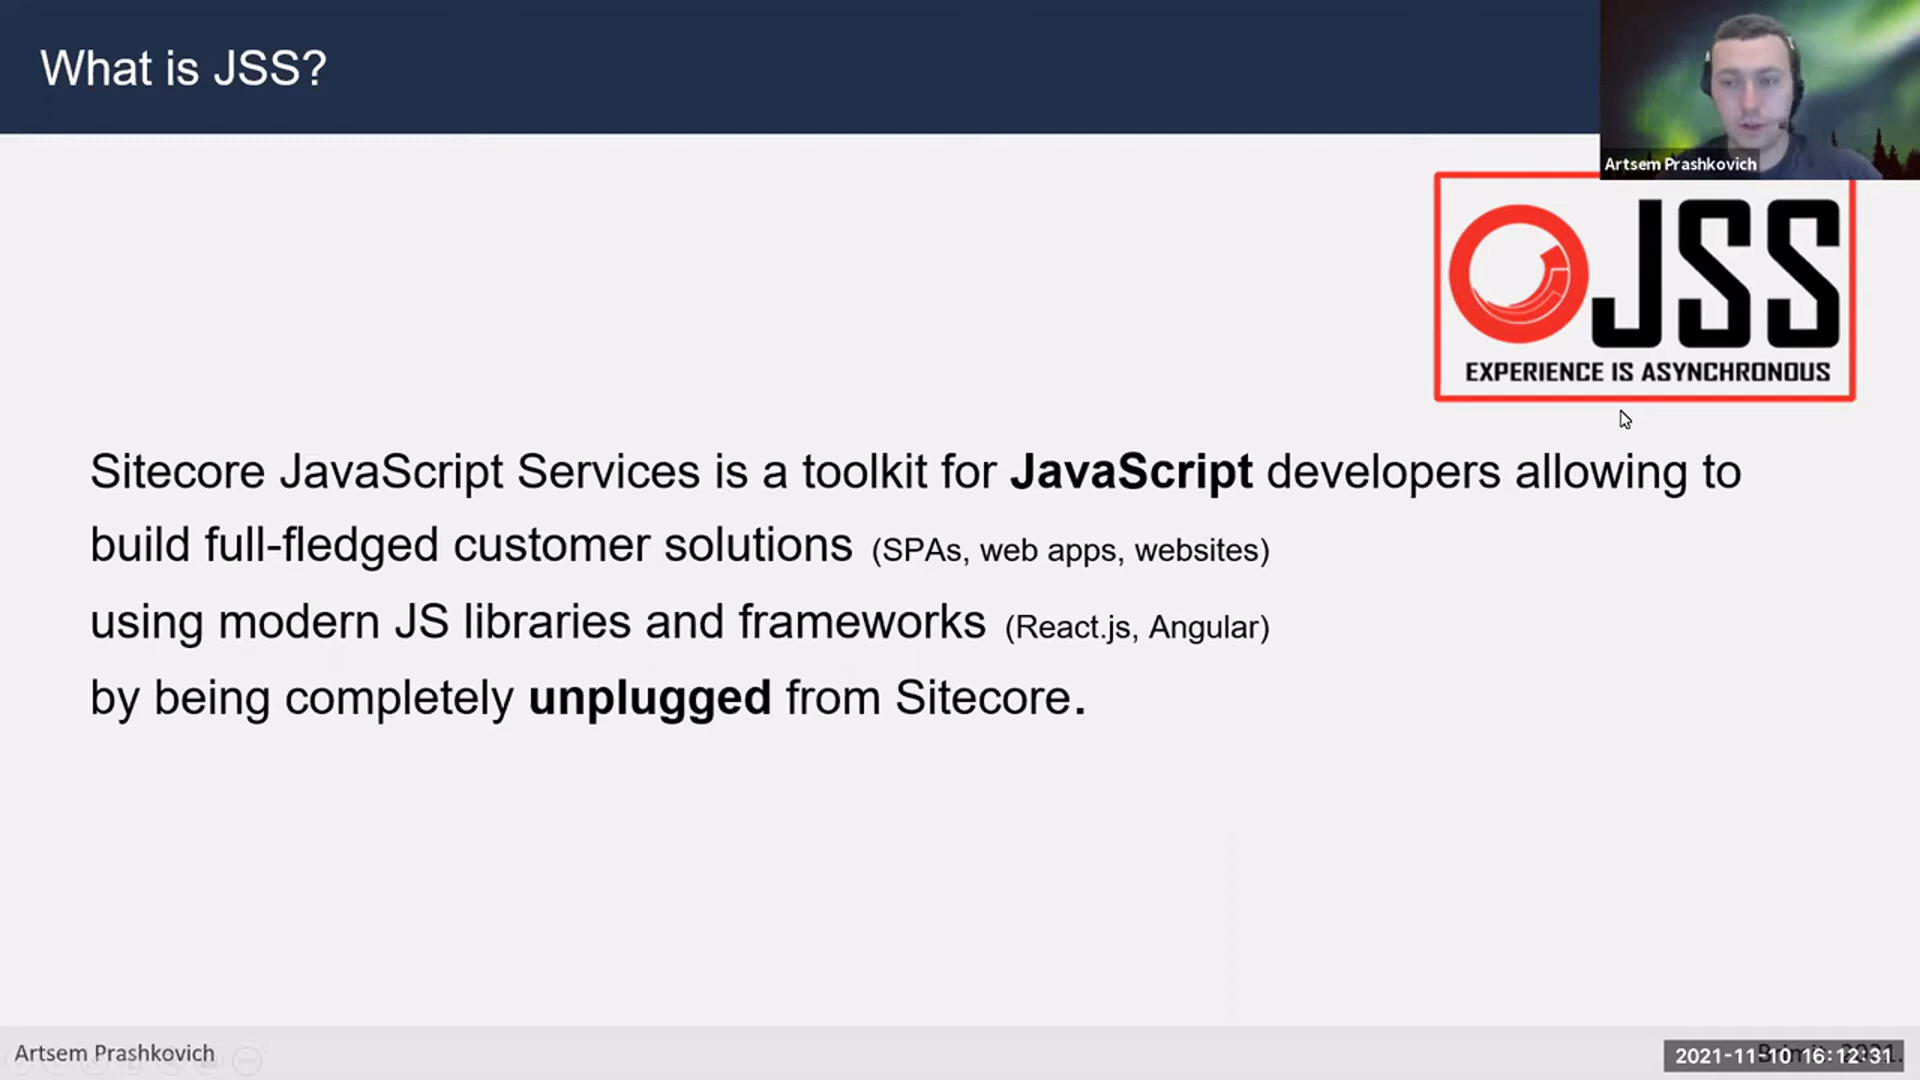 What is JSS?
Artsem Prashkovich
JSS
EXPERIENCE IS ASYNCHRONOUS
Sitecore JavaScript Services is a toolkit for JavaScript developers allowing to
build full-fledged customer solutions (SPAs, web apps, websites)
using modern JS libraries and frameworks (React.js, Angular)
by being completely unplugged from Sitecore.
Artsem Prashkovich
2021-11-10 16:12:31